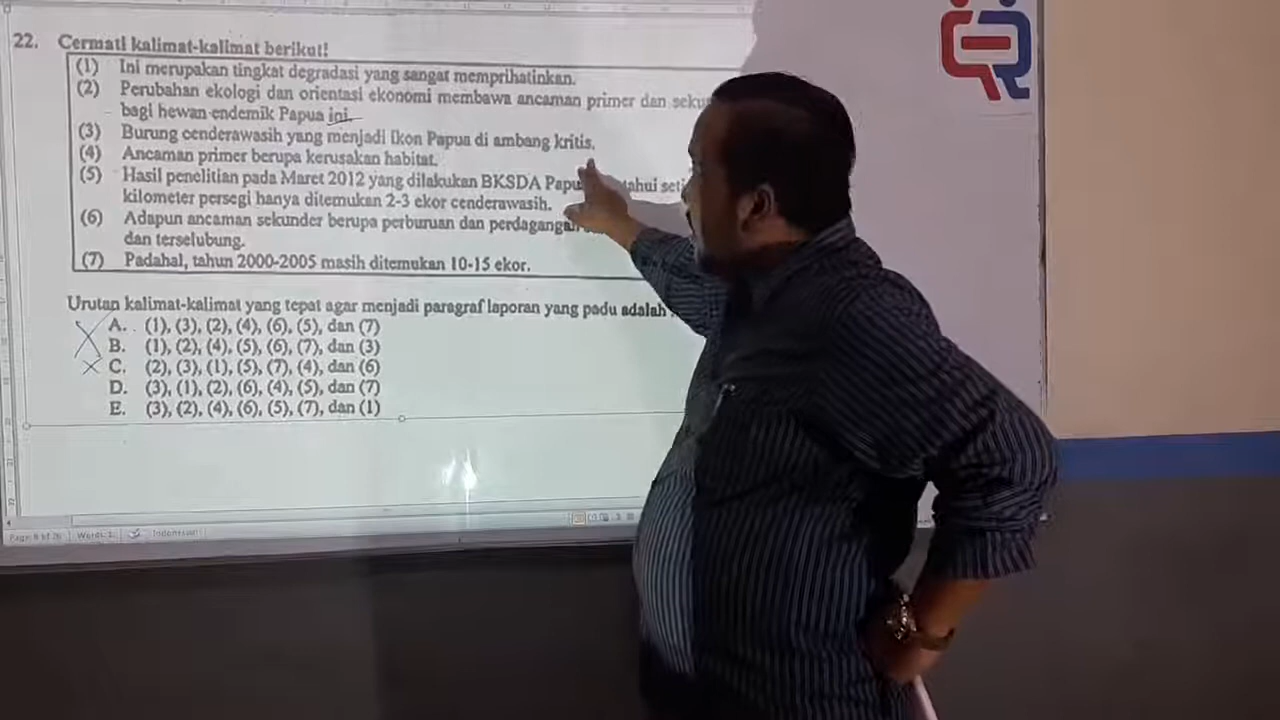 22. Cermati kalimat-kalimat berikut!
(1) Ini merupakan tingkat degradasi yang sangat memprihatinkan.
(2) Perubahan ekologi dan orientasi ekonomi membawa ancaman primer dan
bagi hewan endemik Papua ini.
(3) Burung cenderawasih yang menjadi ikon Papua di ambang kritis.
(4) Ancaman primer berupa kerusakan habitat.
(5) Hasil penelitian pada Maret 2012 yang dilakukan BKSDA
kilometer persegi hanya ditemukan 2-3 ekor cenderawasih.
(6) Adapun ancaman sekunder berupa perburuan dan perdagangan
dan terselubung.
(7) Padahal, tahun 2000-2005 masih ditemukan 10-15 ekor.
Urutan kalimat-kalimat yang tepat agar menjadi paragraf laporan yang padu adalah
A. (1), (3), (2), (4), (6), (5), dan (7)
B. (1), (2), (4), (5), (6), (7), dan (3)
C. (2), (3), (1), (5), (7), (4), dan (6)
D. (3), (1), (2), (6), (4), (5), dan (7)
E. (3), (2), (4), (6), (5), (7), dan (1)